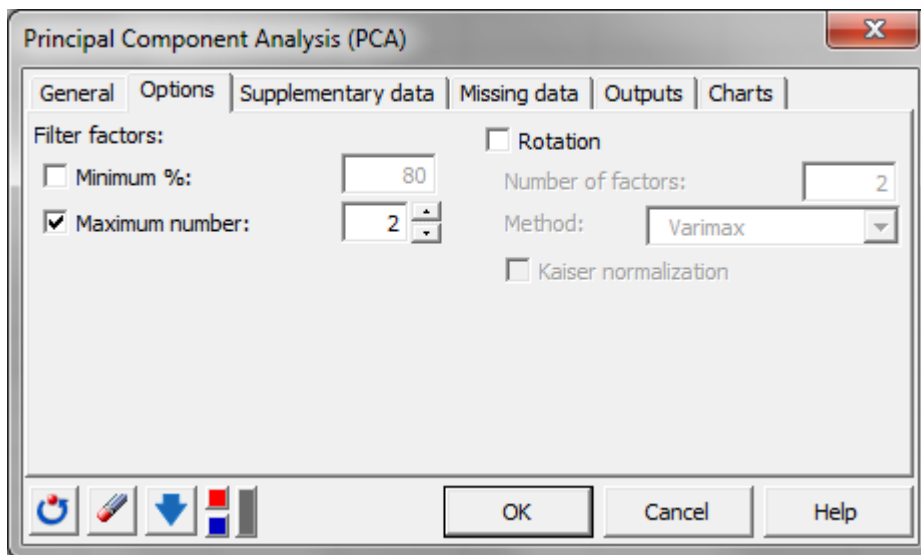 Principal Component Analysis (PCA)
General Options Supplementary data Missing data Outputs Charts
Filter factors:
Minimum %: 80
Maximum number: 2
Rotation
Number of factors: 2
Method: Varimax
Kaiser normalization
OK Cancel Help